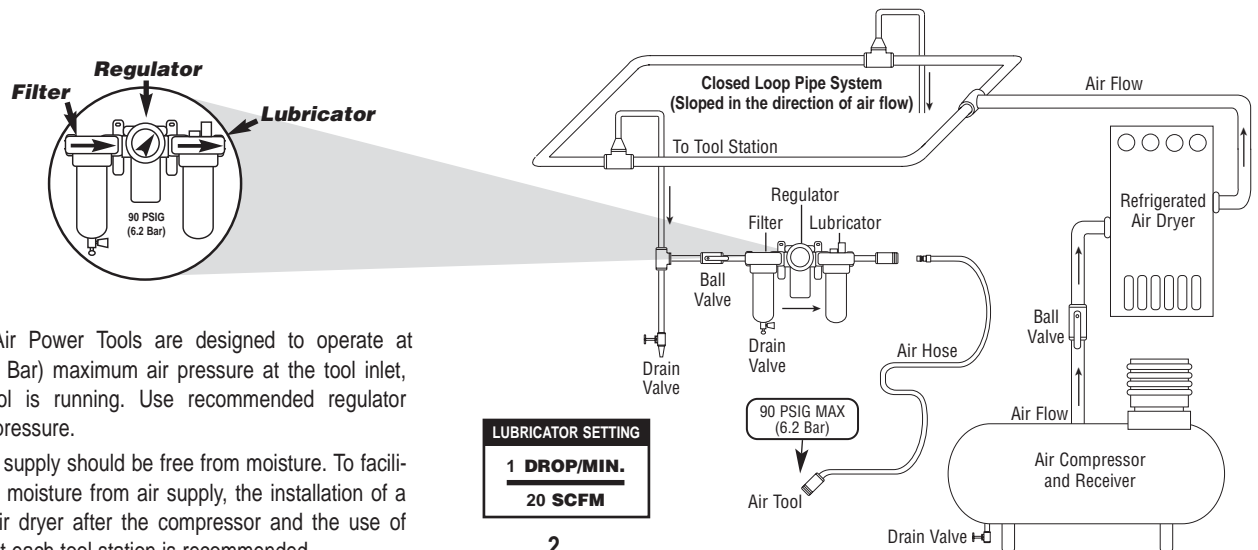 Regulator
Filter
Lubricator
90 PSIG
(6.2 Bar)
Closed Loop Pipe System
(Sloped in the direction of air flow)
Air Flow
To Tool Station
Refrigerated
Air Dryer
Regulator
Filter
Lubricator
Ball
Valve
Drain
Valve
Drain
Valve
Air Hose
Ball
Valve
Air Flow
90 PSIG MAX
(6.2 Bar)
Air Tool
Air Compressor
and Receiver
Drain Valve
Air Power Tools are designed to operate at
Bar) maximum air pressure at the tool inlet,
ol is running. Use recommended regulator
pressure.
supply should be free from moisture. To facili-
moisture from air supply, the installation of a
ir dryer after the compressor and the use of
t each tool station is recommended
LUBRICATOR SETTING
1 DROP/MIN.
20 SCFM
2